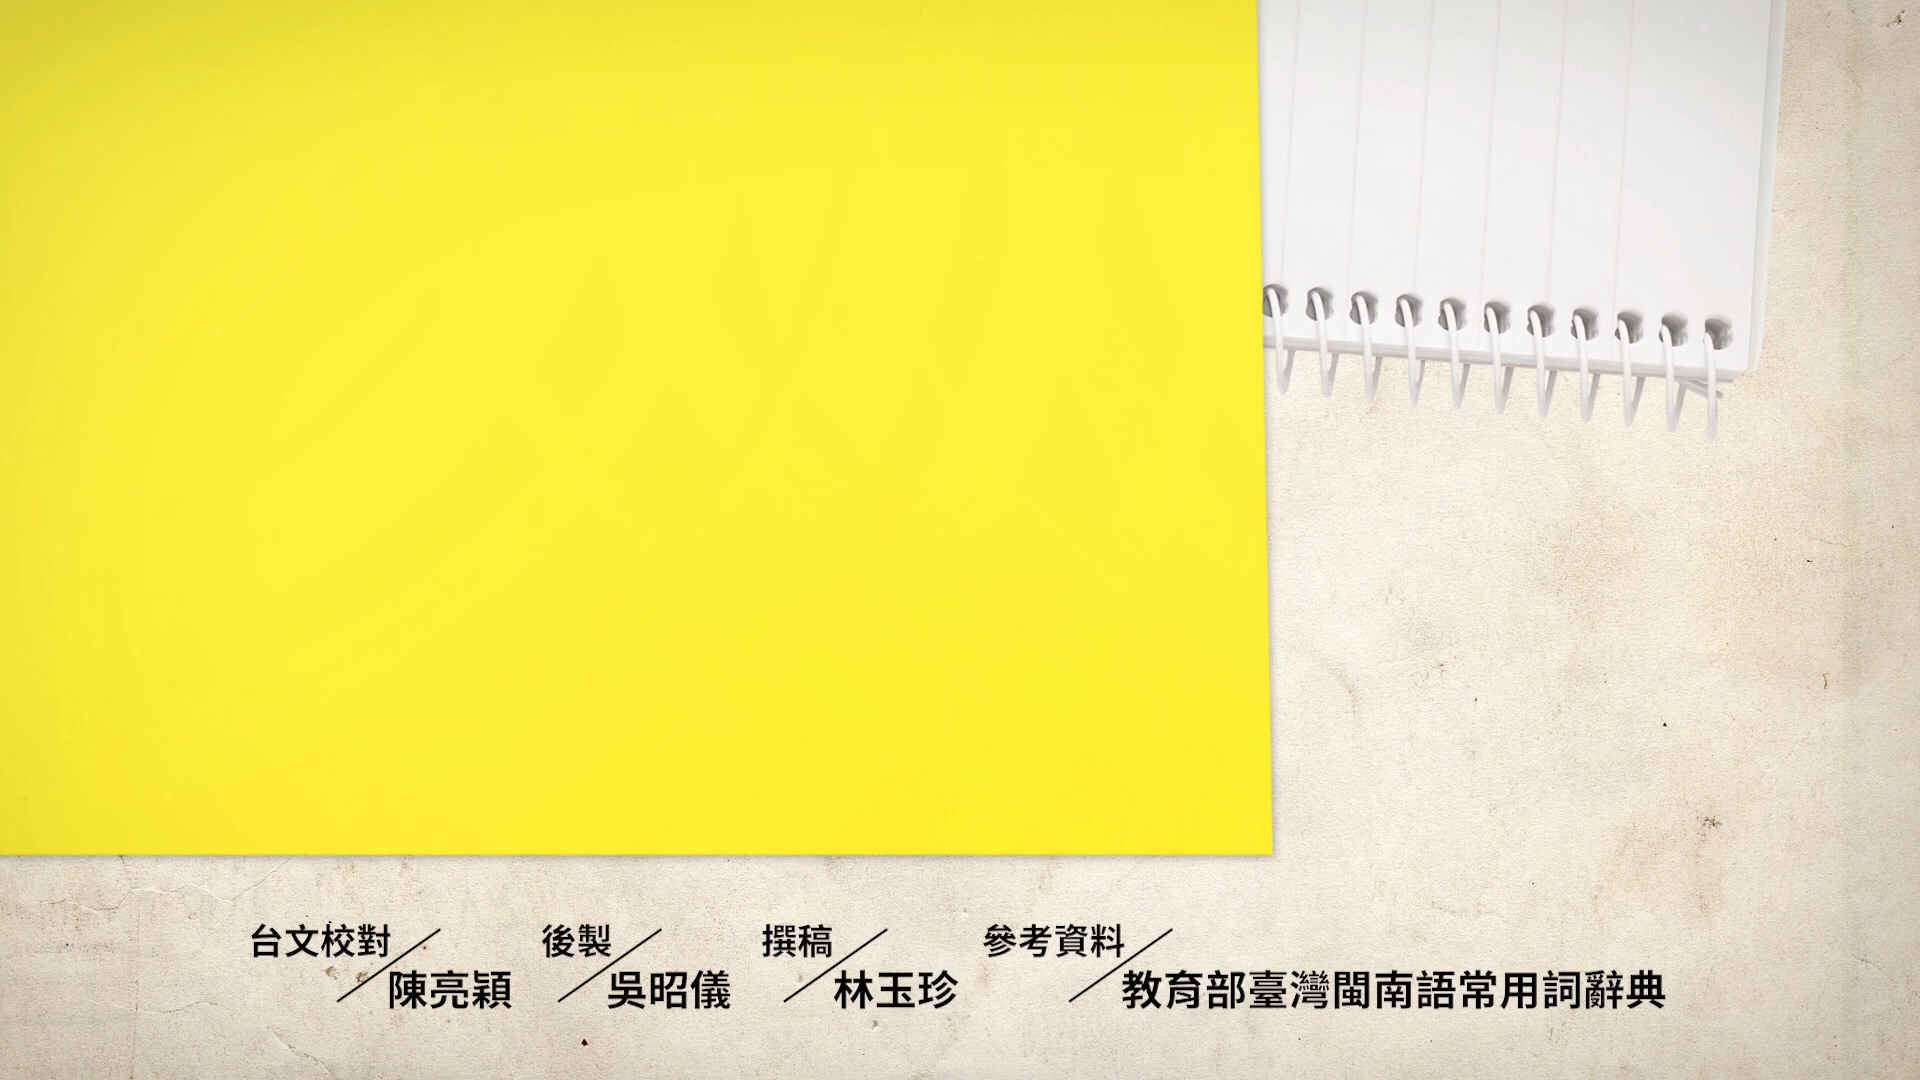 台文校對
陳亮穎
後製
吳昭儀
撰稿
林玉珍
參考資料
教育部臺灣閩南語常用詞辭典